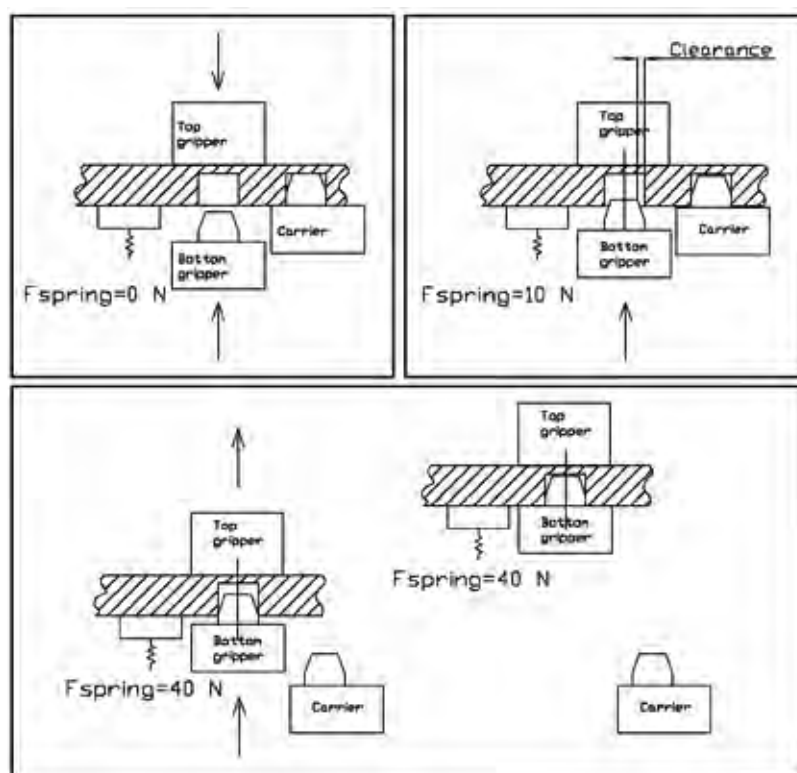 Top
gripper
Carrier
Bottom
gripper
Fspring=0 N
Clearance
Top
gripper
Carrier
Bottom
gripper
Fspring=10 N
Top
gripper
Bottom
gripper
Fspring=40 N
Top
gripper
Bottom
gripper
Fspring=40 N
Carrier
Carrier